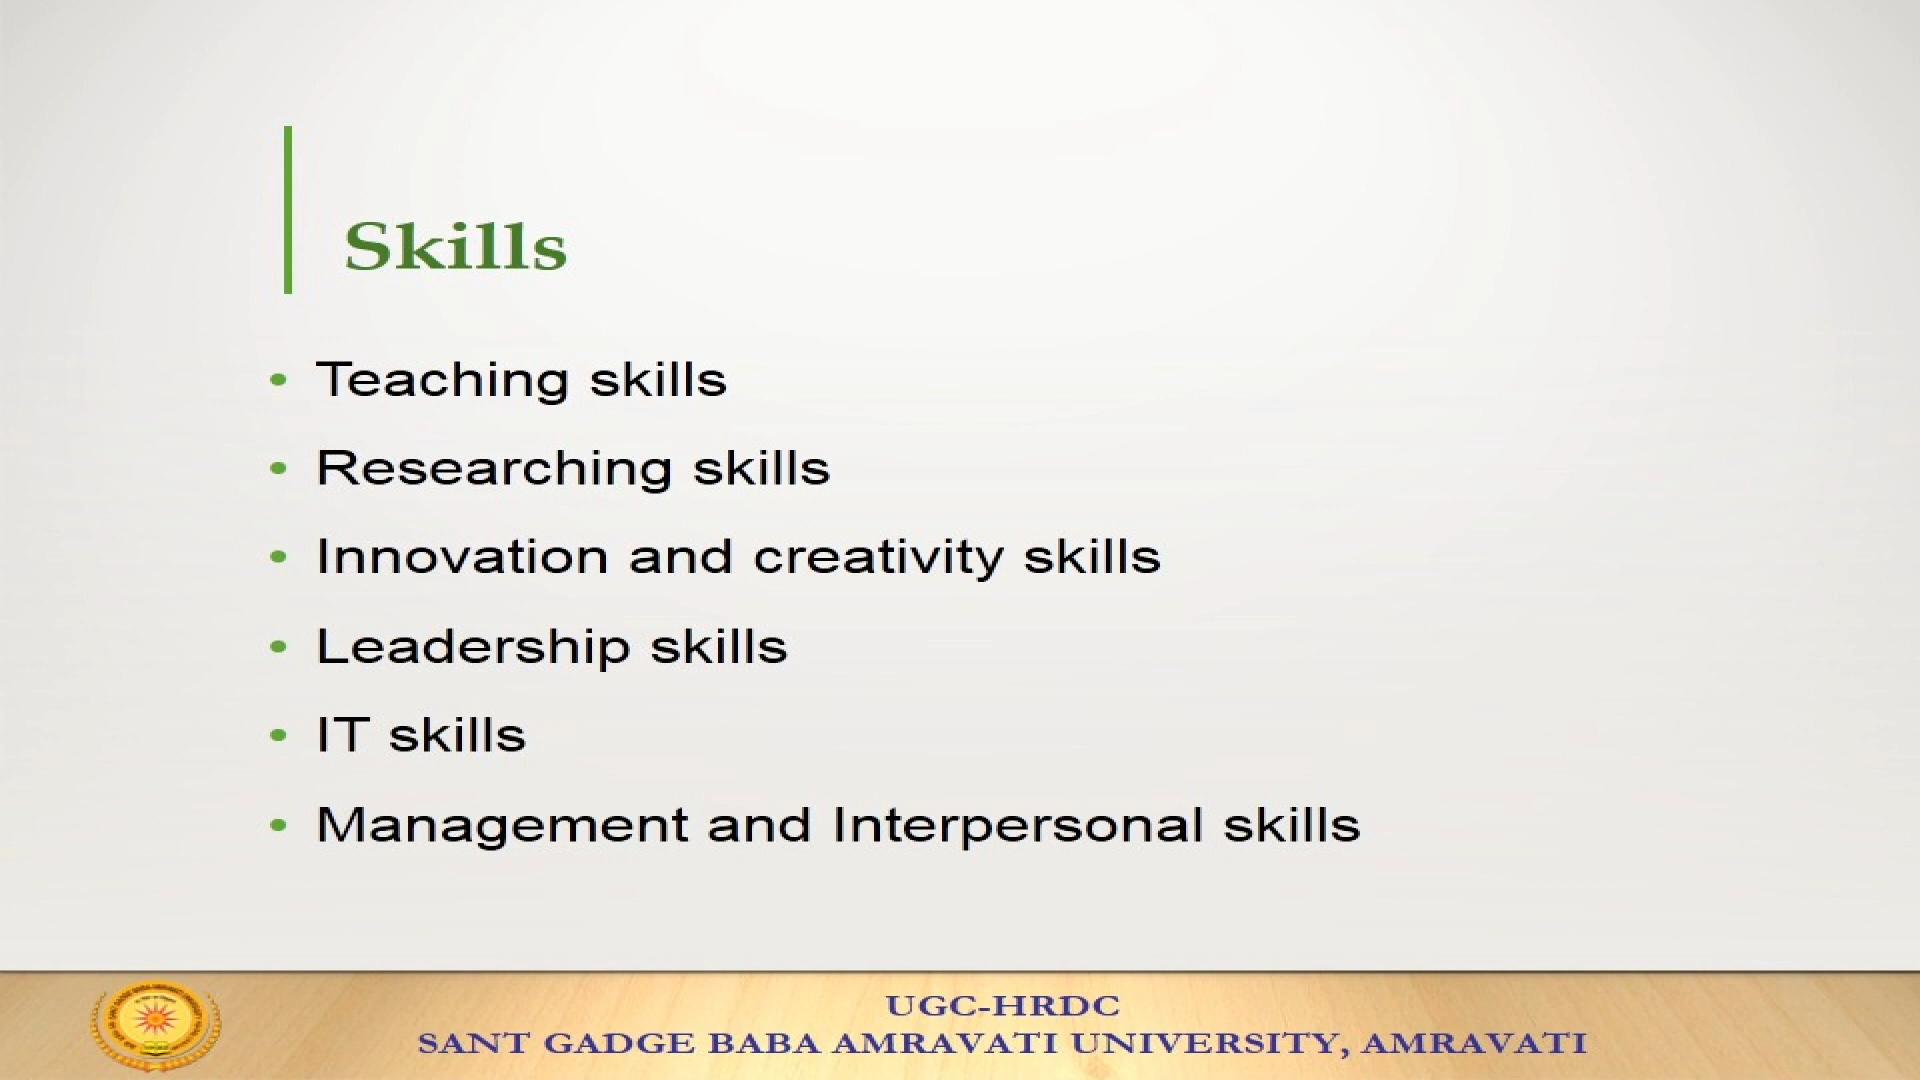 Skills
• Teaching skills
• Researching skills
• Innovation and creativity skills
• Leadership skills
• IT skills
• Management and Interpersonal skills
UGC-HRDC
SANT GADGE BABA AMRAVATI UNIVERSITY, AMRAVATI